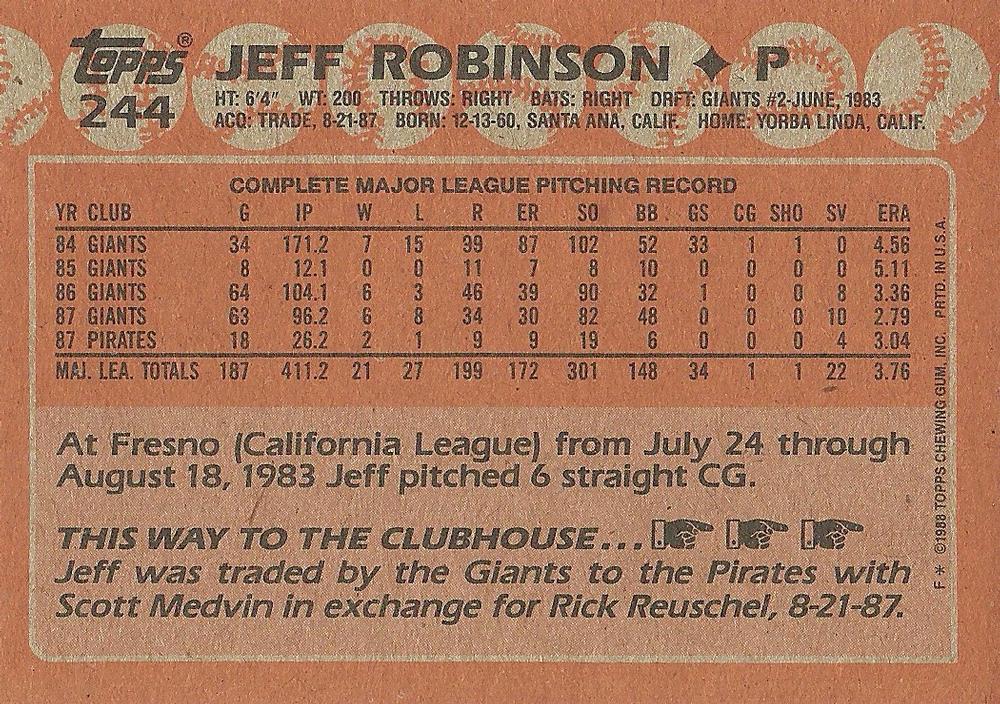 topps® JEFF ROBINSON ♦ P
244
HT: 6'4" WT: 200 THROWS: RIGHT BATS: RIGHT DRFT: GIANTS #2-JUNE, 1983
ACQ: TRADE, 8-21-87 BORN: 12-13-60, SANTA ANA, CALIF. HOME: YORBA LINDA, CALIF.
COMPLETE MAJOR LEAGUE PITCHING RECORD
YR CLUB G IP W L R ER SO BB GS CG SHO SV ERA
84 GIANTS 34 171.2 7 15 99 87 102 52 33 1 1 0 4.56
85 GIANTS 8 12.1 0 0 11 7 8 10 0 0 0 0 5.11
86 GIANTS 64 104.1 6 3 46 39 90 32 1 0 0 8 3.36
87 GIANTS 63 96.2 6 8 34 30 82 48 0 0 0 10 2.79
87 PIRATES 18 26.2 2 1 9 9 19 6 0 0 0 4 3.04
MAJ. LEA. TOTALS 187 411.2 21 27 199 172 301 148 34 1 1 22 3.76
At Fresno (California League) from July 24 through
August 18, 1983 Jeff pitched 6 straight CG.
THIS WAY TO THE CLUBHOUSE...
Jeff was traded by the Giants to the Pirates with
Scott Medvin in exchange for Rick Reuschel, 8-21-87.
F * ©1988 TOPPS CHEWING GUM, INC. PRTD. IN U.S.A.